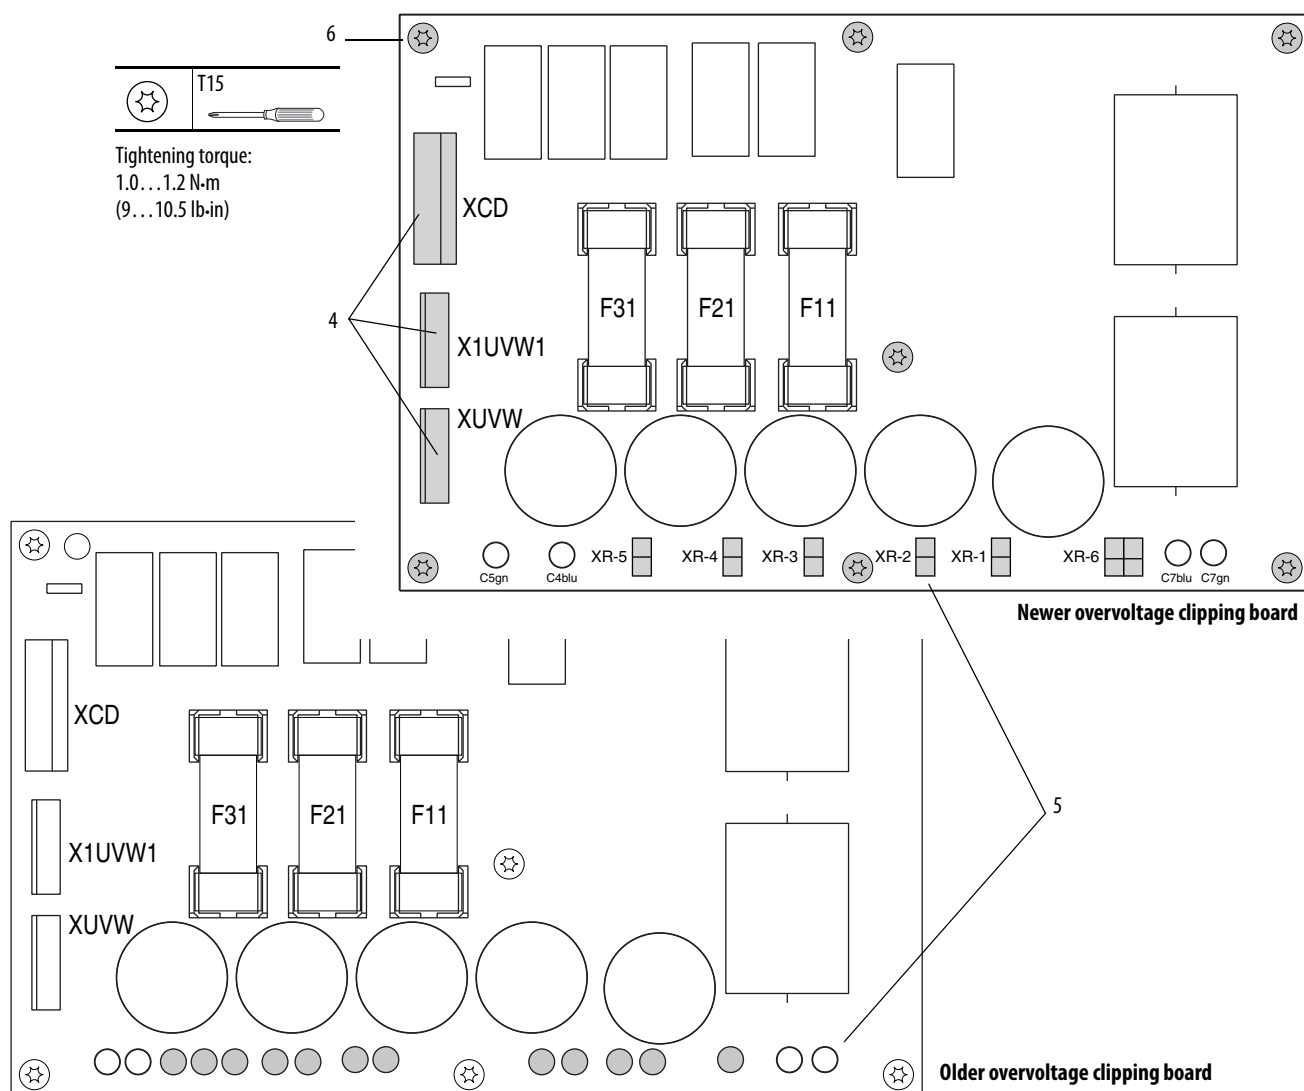 6
T15
Tightening torque:
1.0...1.2 N•m
(9...10.5 lb•in)
XCD
F31 F21 F11
4
X1UVW1
XUVW
XR-5 XR-4 XR-3 XR-2 XR-1 XR-6
C5gn C4blu C7blu C7gn
Newer overvoltage clipping board
XCD
F31 F21 F11
5
X1UVW1
XUVW
Older overvoltage clipping board